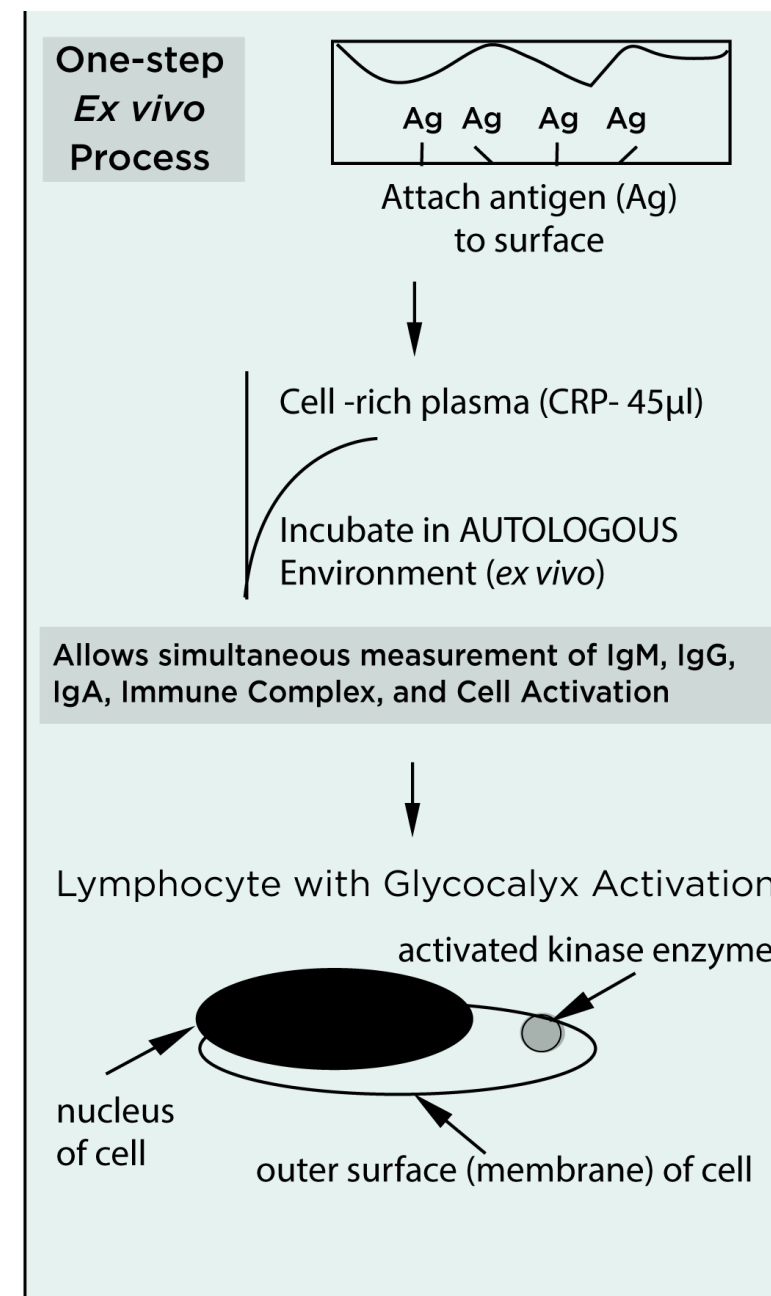 One-step
Ex vivo
Process
Ag Ag Ag Ag
Attach antigen (Ag)
to surface
Cell -rich plasma (CRP- 45µl)
Incubate in AUTOLOGOUS
Environment (ex vivo)
Allows simultaneous measurement of IgM, IgG,
IgA, Immune Complex, and Cell Activation
Lymphocyte with Glycocalyx Activation
activated kinase enzyme
nucleus
of cell
outer surface (membrane) of cell